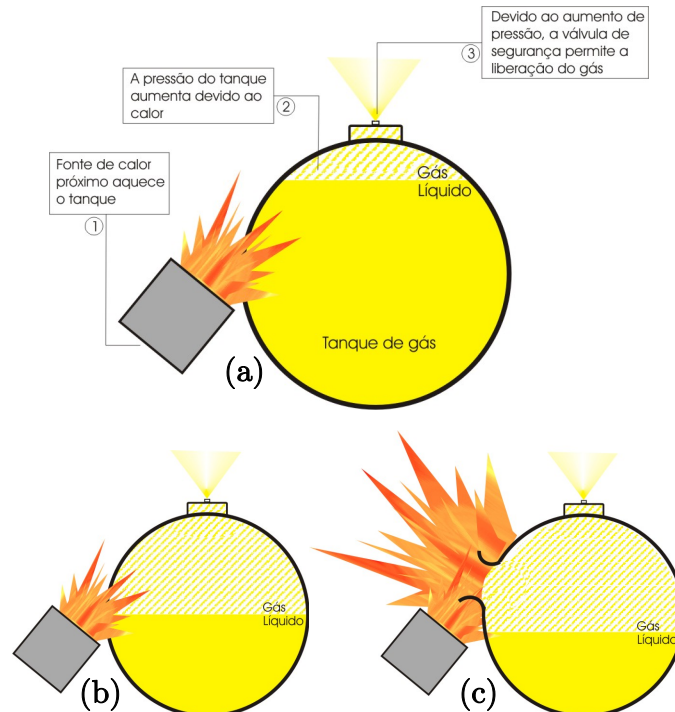 Devido ao aumento de
pressão, a válvula de
segurança permite a
liberação do gás
3
A pressão do tanque
aumenta devido ao
calor
2
Fonte de calor
próximo aquece
o tanque
1
Gás
Líquido
Tanque de gás
(a)
Gás
Líquido
(b)
Gás
Líquido
(c)